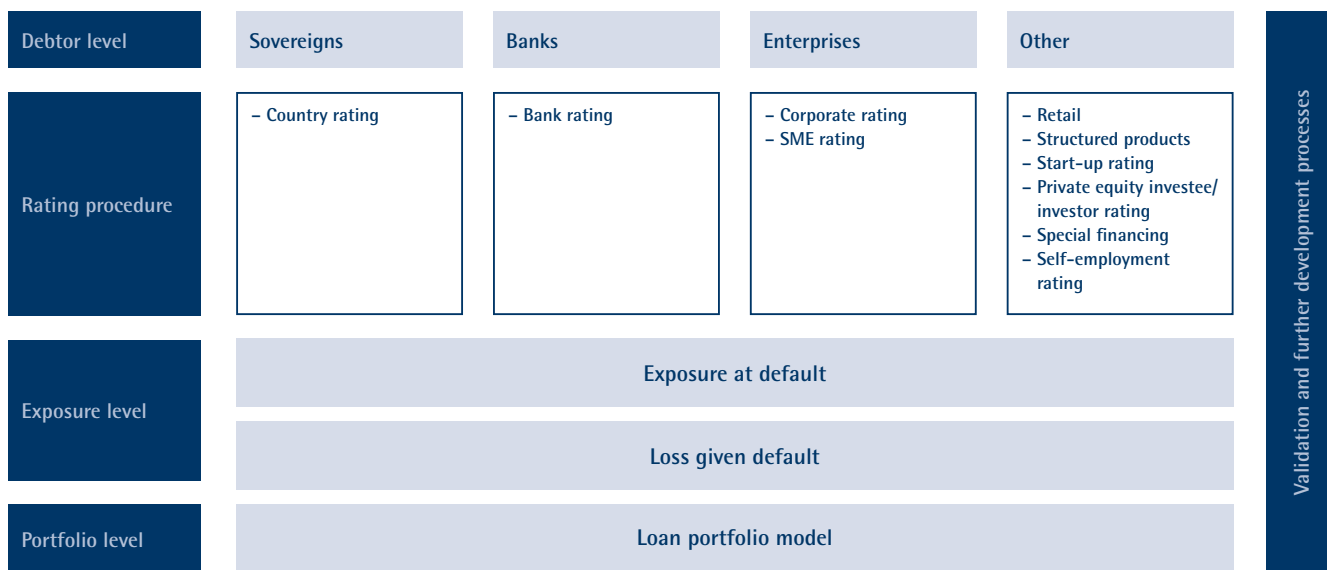 Debtor level
Sovereigns
Banks
Enterprises
Other
Rating procedure
– Country rating
– Bank rating
– Corporate rating
– SME rating
– Retail
– Structured products
– Start-up rating
– Private equity investee/
investor rating
– Special financing
– Self-employment
rating
Exposure level
Exposure at default
Loss given default
Portfolio level
Loan portfolio model
Validation and further development processes